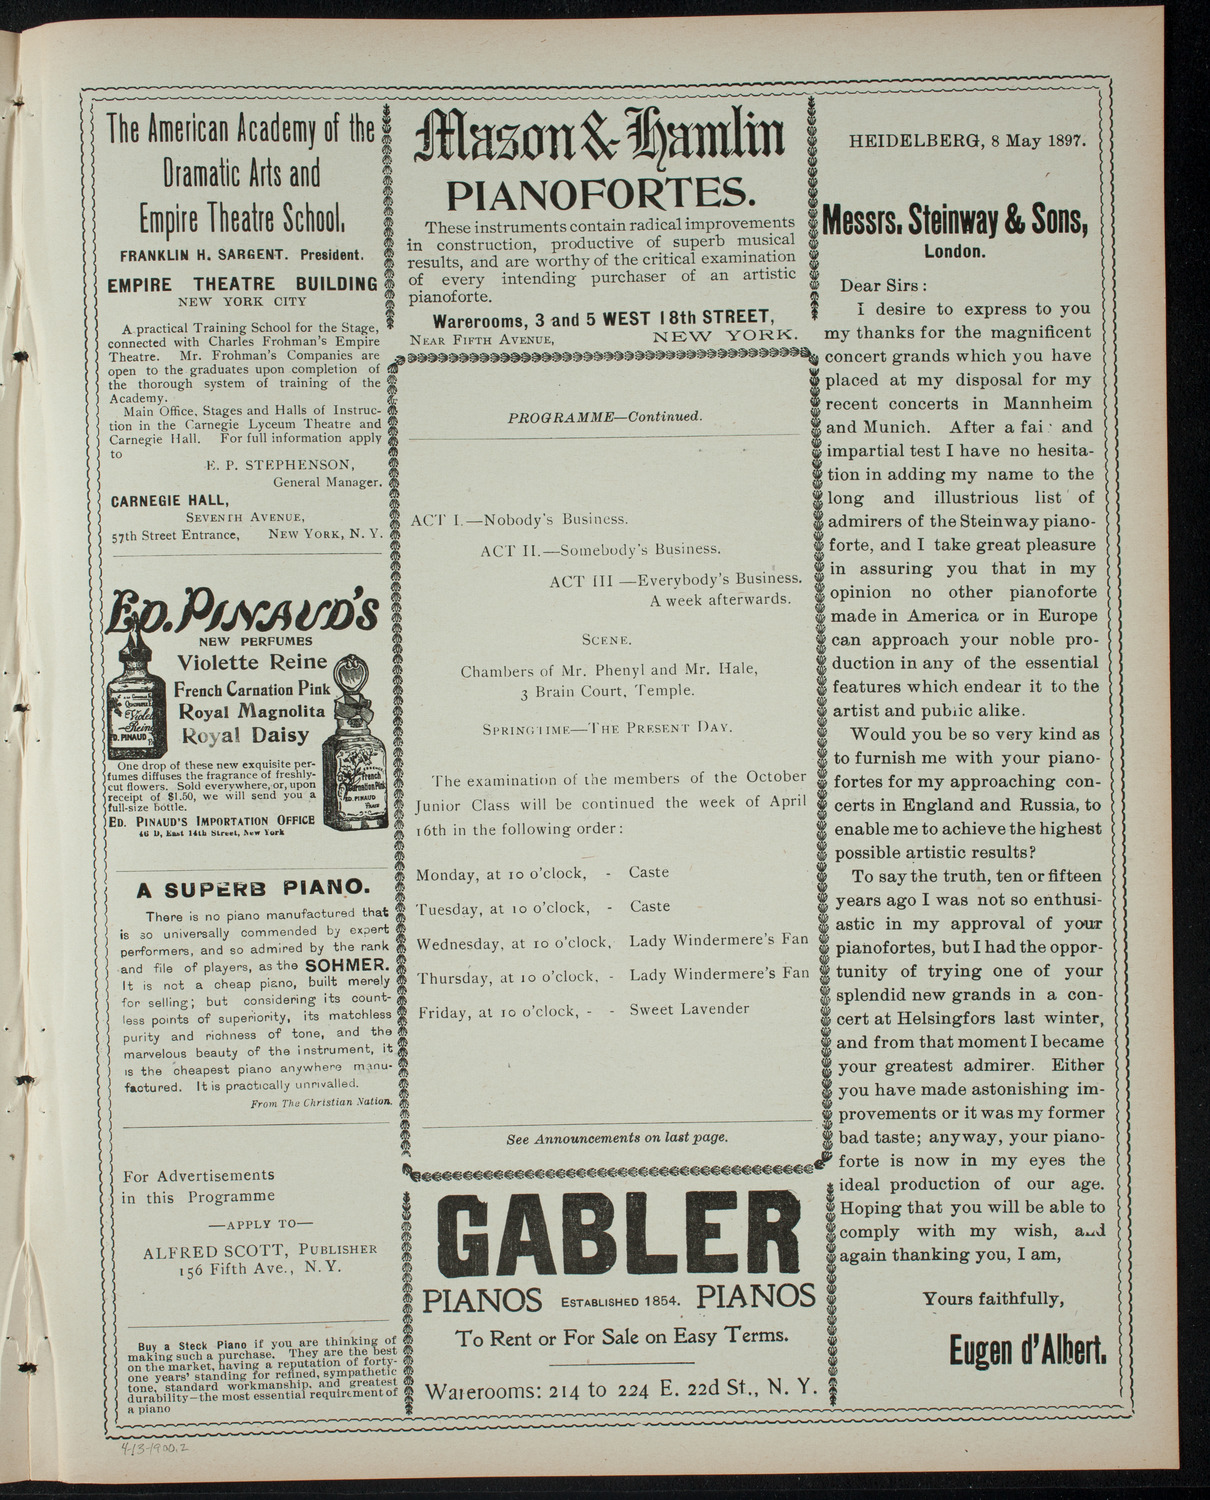 The American Academy of the
Dramatic Arts and
Empire Theatre School.
FRANKLIN H. SARGENT. President.
EMPIRE THEATRE BUILDING
NEW YORK CITY
A practical Training School for the Stage,
connected with Charles Frohman's Empire
Theatre. Mr. Frohman's Companies are
open to the graduates upon completion of
the thorough system of training of the
Academy.
Main Office, Stages and Halls of Instruc-
tion in the Carnegie Lyceum Theatre and
Carnegie Hall. For full information apply
to
E. P. STEPHENSON,
General Manager.
CARNEGIE HALL,
SEVENTH AVENUE,
57th Street Entrance, NEW YORK, N. Y.
ED. PINAUD'S
NEW PERFUMES
Violette Reine
French Carnation Pink
Royal Magnolita
Royal Daisy
One drop of these new exquisite per-
fumes diffuses the fragrance of freshly-
cut flowers. Sold everywhere, or, upon
receipt of $1.50, we will send you a
full-size bottle.
ED. PINAUD'S IMPORTATION OFFICE
46 D, East 14th Street, New York
A SUPERB PIANO.
There is no piano manufactured that
is so universally commended by expert
performers, and so admired by the rank
and file of players, as the SOHMER.
It is not a cheap piano, built merely
for selling; but considering its count-
less points of superiority, its matchless
purity and richness of tone, and the
marvelous beauty of the instrument, it
is the cheapest piano anywhere manu-
factured. It is practically unrivalled.
From The Christian Nation.
For Advertisements
in this Programme
—APPLY TO—
ALFRED SCOTT, PUBLISHER
156 Fifth Ave., N. Y.
Buy a Steck Piano if you are thinking of
making such a purchase. They are the best
on the market, having a reputation of forty-
one years' standing for refined, sympathetic
tone, standard workmanship, and greatest
durability—the most essential requirement of
a piano
4-13-1900.2
Mason & Hamlin
PIANOFORTES.
These instruments contain radical improvements
in construction, productive of superb musical
results, and are worthy of the critical examination
of every intending purchaser of an artistic
pianoforte.
Warerooms, 3 and 5 WEST 18th STREET,
NEAR FIFTH AVENUE, NEW YORK.
PROGRAMME—Continued.
ACT I.—Nobody's Business.
ACT II.—Somebody's Business.
ACT III —Everybody's Business.
A week afterwards.
SCENE.
Chambers of Mr. Phenyl and Mr. Hale,
3 Brain Court, Temple.
SPRINGTIME—THE PRESENT DAY.
The examination of the members of the October
Junior Class will be continued the week of April
16th in the following order:
Monday, at 10 o'clock, - Caste
Tuesday, at 10 o'clock, - Caste
Wednesday, at 10 o'clock, Lady Windermere's Fan
Thursday, at 10 o'clock, - Lady Windermere's Fan
Friday, at 10 o'clock, - - Sweet Lavender
See Announcements on last page.
GABLER
PIANOS ESTABLISHED 1854. PIANOS
To Rent or For Sale on Easy Terms.
Warerooms: 214 to 224 E. 22d St., N. Y.
HEIDELBERG, 8 May 1897.
Messrs. Steinway & Sons,
London.
Dear Sirs:
I desire to express to you
my thanks for the magnificent
concert grands which you have
placed at my disposal for my
recent concerts in Mannheim
and Munich. After a fair and
impartial test I have no hesita-
tion in adding my name to the
long and illustrious list of
admirers of the Steinway piano-
forte, and I take great pleasure
in assuring you that in my
opinion no other pianoforte
made in America or in Europe
can approach your noble pro-
duction in any of the essential
features which endear it to the
artist and public alike.
Would you be so very kind as
to furnish me with your piano-
fortes for my approaching con-
certs in England and Russia, to
enable me to achieve the highest
possible artistic results?
To say the truth, ten or fifteen
years ago I was not so enthusi-
astic in my approval of your
pianofortes, but I had the oppor-
tunity of trying one of your
splendid new grands in a con-
cert at Helsingfors last winter,
and from that moment I became
your greatest admirer. Either
you have made astonishing im-
provements or it was my former
bad taste; anyway, your piano-
forte is now in my eyes the
ideal production of our age.
Hoping that you will be able to
comply with my wish, and
again thanking you, I am,
Yours faithfully,
Eugen d'Albert.